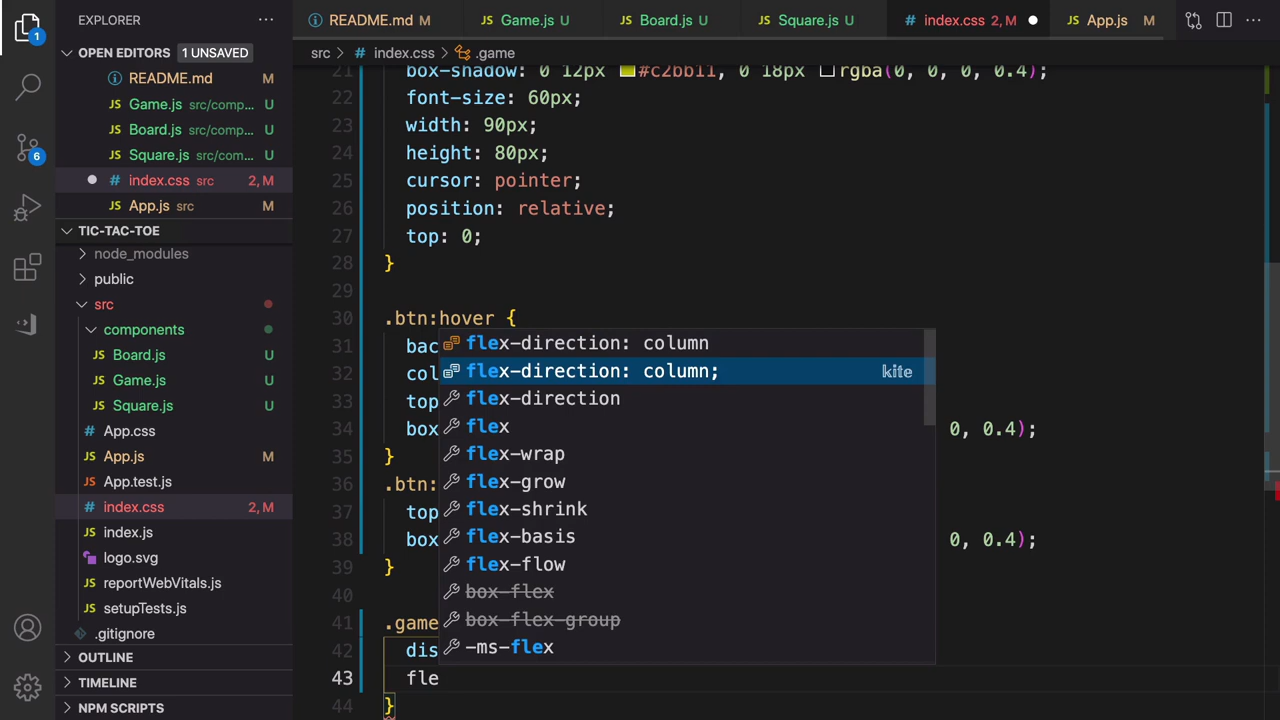 1
EXPLORER
README.md M
Game.js U
Board.js U
Square.js U
index.css 2, M
App.js M
OPEN EDITORS 1 UNSAVED
src > index.css > .game
README.md M
Game.js src/comp... U
Board.js src/comp... U
Square.js src/comp... U
index.css src 2, M
App.js src M
6
TIC-TAC-TOE
node_modules
public
src
components
Board.js
Game.js
Square.js
App.css
App.js M
App.test.js
index.css 2, M
index.js
logo.svg
reportWebVitals.js
setupTests.js
.gitignore
OUTLINE
TIMELINE
NPM SCRIPTS
21 box-shadow: 0 12px #c2bb11, 0 18px rgba(0, 0, 0, 0.4);
22 font-size: 60px;
23 width: 90px;
24 height: 80px;
25 cursor: pointer;
26 position: relative;
27 top: 0;
28 }
29
30 .btn:hover {
31 bac
32 col
33 top
34 box 0, 0.4);
35 }
36 .btn:
37 top
38 box 0, 0.4);
39 }
40
41 .game
42 dis
43 fle
44 }
flex-direction: column
flex-direction: column; kite
flex-direction
flex
flex-wrap
flex-grow
flex-shrink
flex-basis
flex-flow
box-flex
box-flex-group
-ms-flex